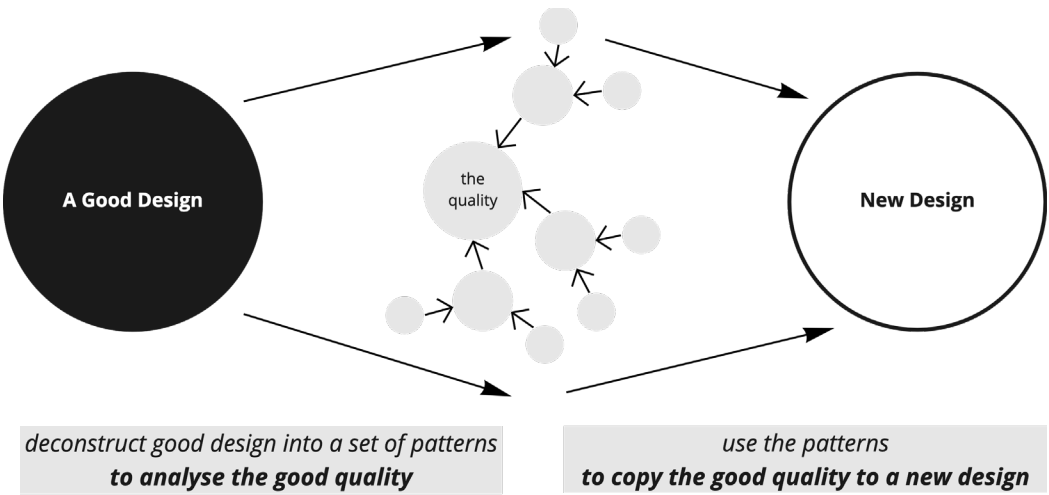 A Good Design
the
quality
New Design
deconstruct good design into a set of patterns
to analyse the good quality
use the patterns
to copy the good quality to a new design